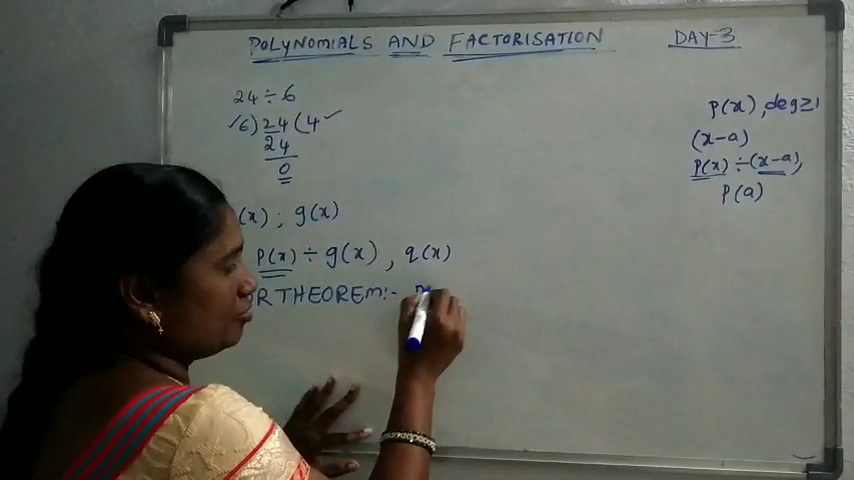 POLYNOMIALS AND FACTORISATION DAY-3
24 ÷ 6
✓6) 24 (4 ✓
24
0
(x) ; g(x)
P(x) ÷ g(x) , q(x)
R THEOREM:-
P(x), deg≥1
(x-a)
P(x) ÷ (x-a),
P(a)